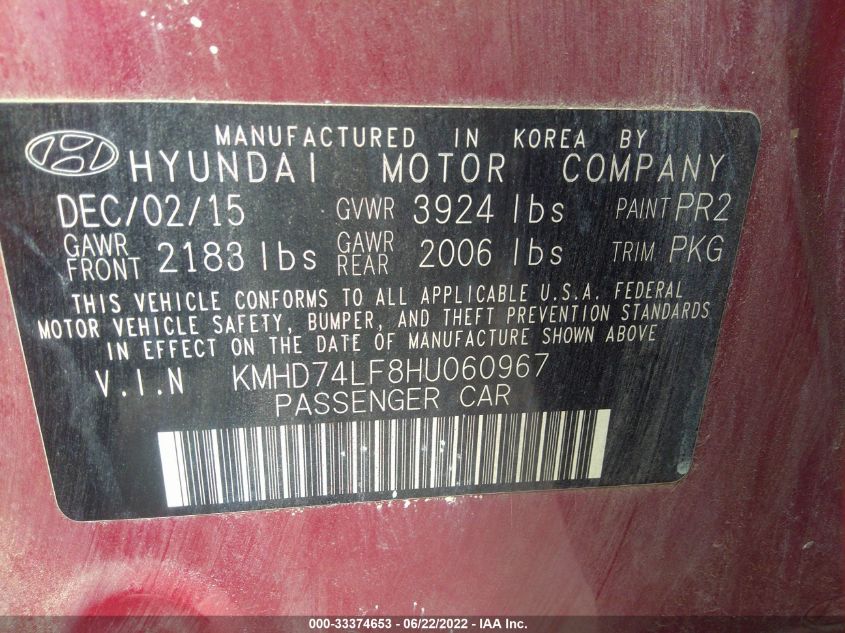 MANUFACTURED IN KOREA BY
HYUNDAI MOTOR COMPANY
DEC/02/15 GVWR 3924 lbs PAINT PR2
GAWR FRONT 2183 lbs GAWR REAR 2006 lbs TRIM PKG
THIS VEHICLE CONFORMS TO ALL APPLICABLE U.S.A. FEDERAL
MOTOR VEHICLE SAFETY, BUMPER, AND THEFT PREVENTION STANDARDS
IN EFFECT ON THE DATE OF MANUFACTURE SHOWN ABOVE
V.I.N KMHD74LF8HU060967
PASSENGER CAR
000-33374653 - 06/22/2022 - IAA Inc.